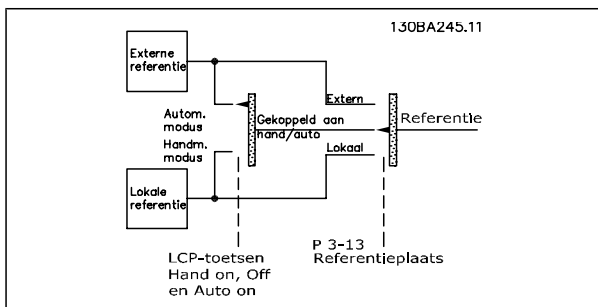 130BA245.11
Externe
referentie
Autom.
modus
Handm.
modus
Gekoppeld aan
hand/auto
Extern
Lokaal
Referentie
Lokale
referentie
LCP-toetsen
Hand on, Off
en Auto on
P 3-13
Referentieplaats